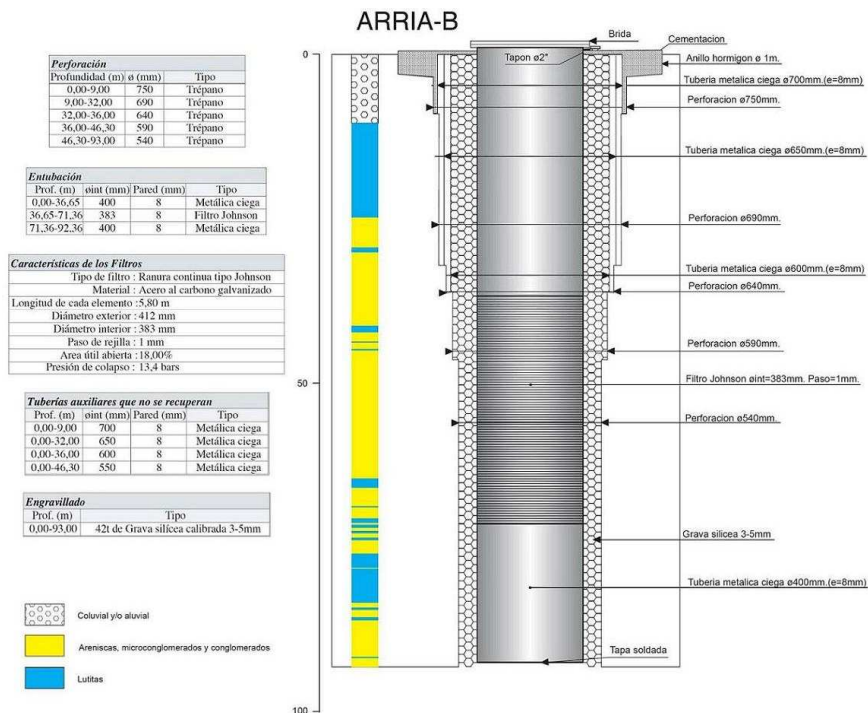 ARRIA-B
Perforación
Profundidad (m) ø (mm) Tipo
0,00-9,00 750 Trépano
9,00-32,00 690 Trépano
32,00-36,00 640 Trépano
36,00-46,30 590 Trépano
46,30-93,00 540 Trépano
Entubación
Prof. (m) øint (mm) Pared (mm) Tipo
0,00-36,65 400 8 Metálica ciega
36,65-71,36 383 8 Filtro Johnson
71,36-92,36 400 8 Metálica ciega
Características de los Filtros
Tipo de filtro : Ranura continua tipo Johnson
Material : Acero al carbono galvanizado
Longitud de cada elemento :5,80 m
Diámetro exterior : 412 mm
Diámetro interior : 383 mm
Paso de rejilla : 1 mm
Area útil abierta :18,00%
Presión de colapso : 13,4 bars
Tuberías auxiliares que no se recuperan
Prof. (m) øint (mm) Pared (mm) Tipo
0,00-9,00 700 8 Metálica ciega
0,00-32,00 650 8 Metálica ciega
0,00-36,00 600 8 Metálica ciega
0,00-46,30 550 8 Metálica ciega
Engravillado
Prof. (m) Tipo
0,00-93,00 42t de Grava silícea calibrada 3-5mm
Coluvial y/o aluvial
Areniscas, microconglomerados y conglomerados
Lutitas
0
50
100
Brida
Tapon ø2"
Cementacion
Anillo hormigon ø 1m.
Tuberia metalica ciega ø700mm.(e=8mm)
Perforacion ø750mm.
Tuberia metalica ciega ø650mm.(e=8mm)
Perforacion ø690mm.
Tuberia metalica ciega ø600mm.(e=8mm)
Perforacion ø640mm.
Perforacion ø590mm.
Filtro Johnson øint=383mm. Paso=1mm.
Perforacion ø540mm.
Grava silicea 3-5mm
Tuberia metalica ciega ø400mm.(e=8mm)
Tapa soldada